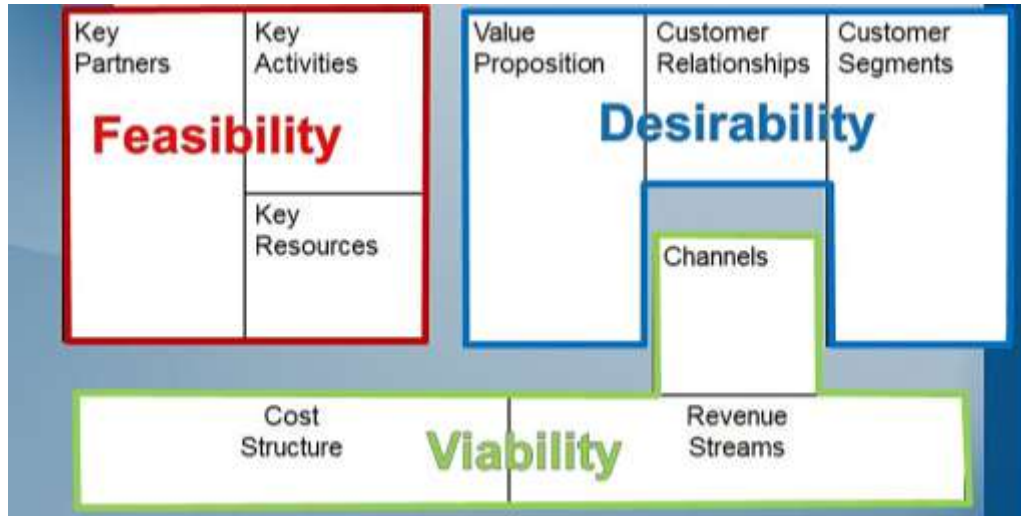 Key
Partners
Key
Activities
Feasibility
Key
Resources
Value
Proposition
Customer
Relationships
Customer
Segments
Desirability
Channels
Cost
Structure
Viability
Revenue
Streams